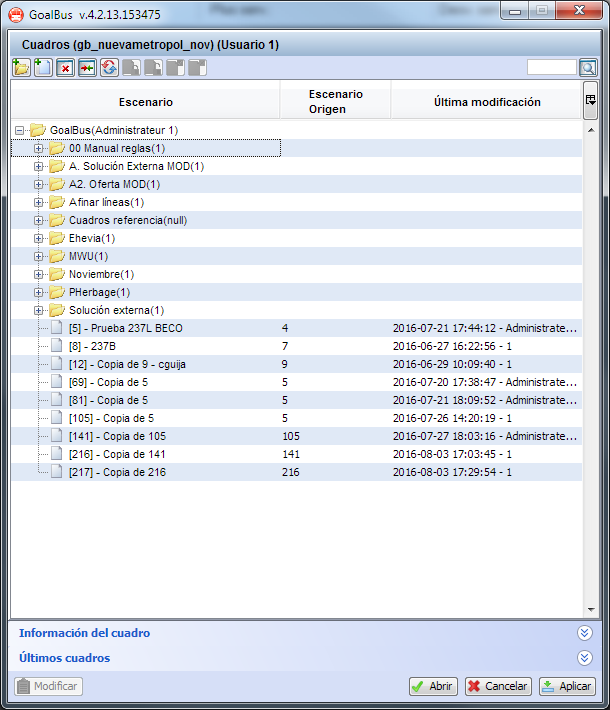 GoalBus v.4.2.13.153475
Cuadros (gb_nuevametropol_nov) (Usuario 1)
Escenario
Escenario Origen
Última modificación
GoalBus(Administrateur 1)
00 Manual reglas(1)
A. Solución Externa MOD(1)
A2. Oferta MOD(1)
Afinar líneas(1)
Cuadros referencia(null)
Ehevia(1)
MWU(1)
Noviembre(1)
PHerbage(1)
Solución externa(1)
[5] - Prueba 237L BECO 4 2016-07-21 17:44:12 - Administrate...
[8] - 237B 7 2016-06-27 16:22:56 - 1
[12] - Copia de 9 - cguija 9 2016-06-29 10:09:40 - 1
[69] - Copia de 5 5 2016-07-20 17:38:47 - Administrate...
[81] - Copia de 5 5 2016-07-21 18:09:52 - Administrate...
[105] - Copia de 5 5 2016-07-26 14:20:19 - 1
[141] - Copia de 105 105 2016-07-27 18:03:16 - Administrate...
[216] - Copia de 141 141 2016-08-03 17:03:45 - 1
[217] - Copia de 216 216 2016-08-03 17:29:54 - 1
Información del cuadro
Últimos cuadros
Modificar Abrir Cancelar Aplicar